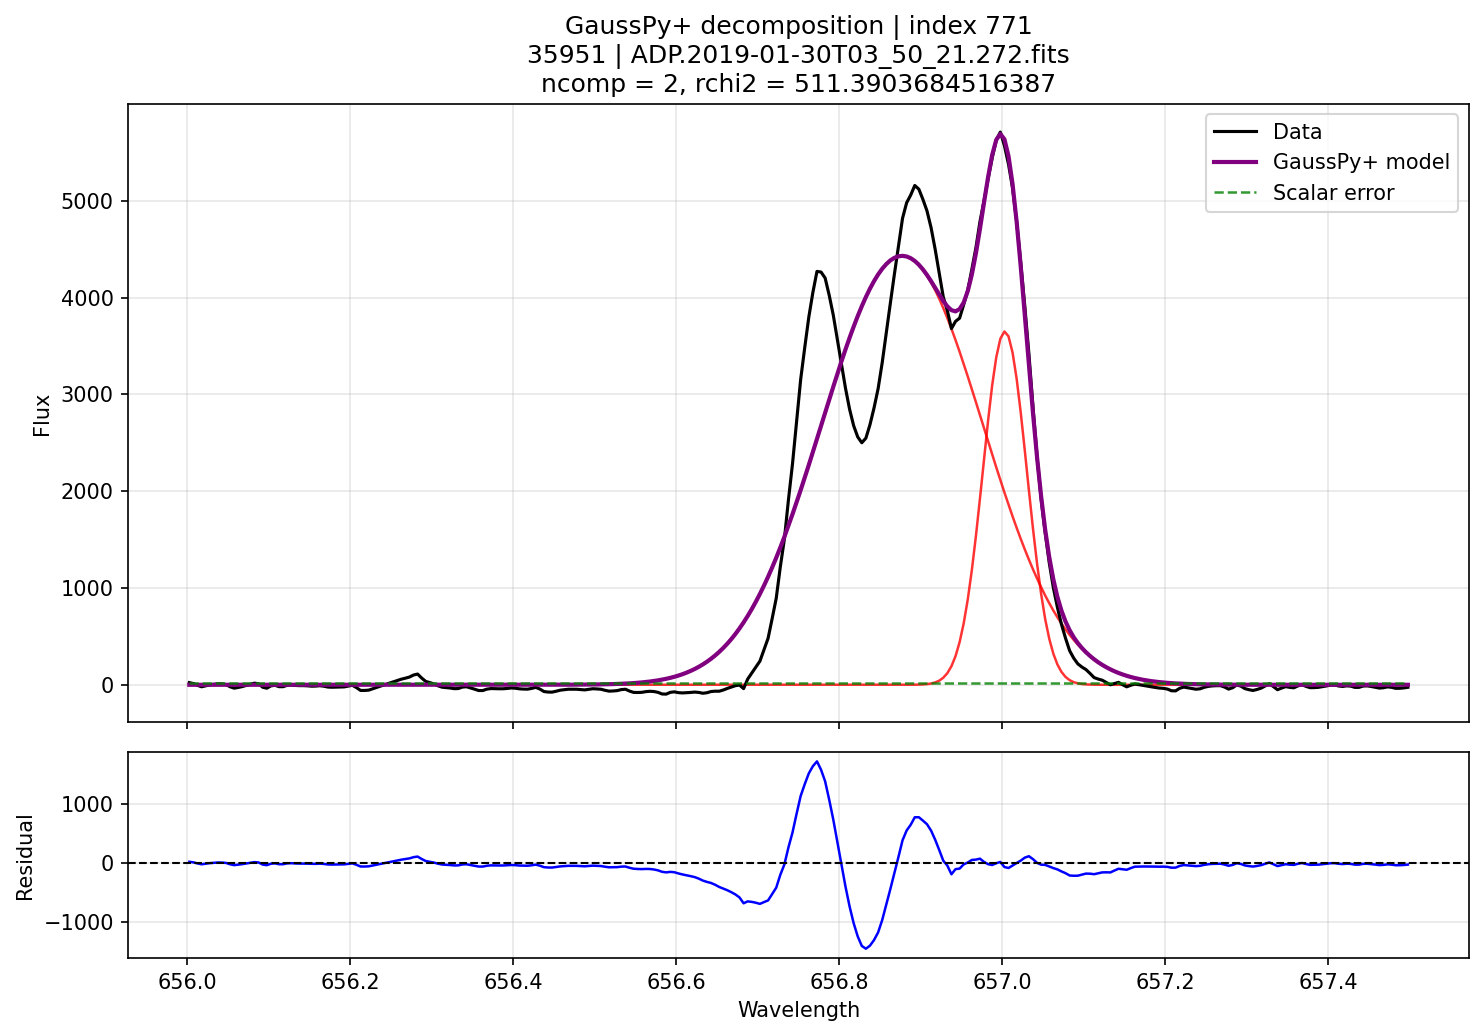 GaussPy+ decomposition | index 771
35951 | ADP.2019-01-30T03_50_21.272.fits
ncomp = 2, rchi2 = 511.3903684516387
Data
GaussPy+ model
Scalar error
Flux
5000
4000
3000
2000
1000
0
Residual
1000
0
−1000
656.0 656.2 656.4 656.6 656.8 657.0 657.2 657.4
Wavelength